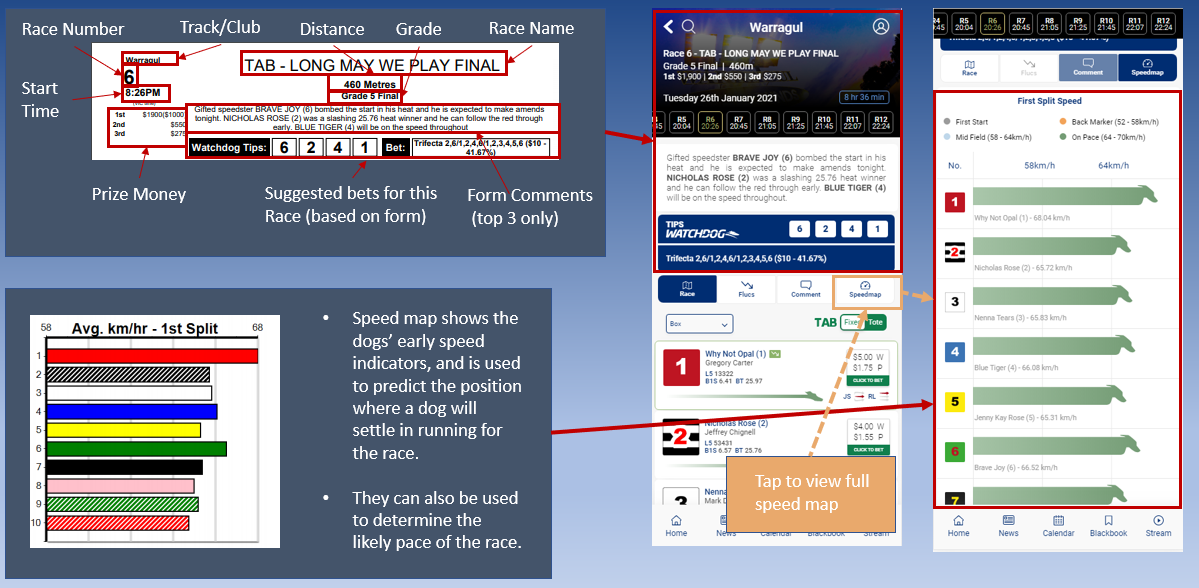 Race Number
Track/Club
Distance
Grade
Race Name
Start
Time
Warragul
6
8:26PM
TAB - LONG MAY WE PLAY FINAL
460 Metres
Grade 5 Final
1st $1900($1000
2nd $550
3rd $275
Gifted speedster BRAVE JOY (6) bombed the start in his heat and he is expected to make amends
tonight. NICHOLAS ROSE (2) was a slashing 25.76 heat winner and he can follow the red through
early. BLUE TIGER (4) will be on the speed throughout
Watchdog Tips: 6 2 4 1 Bet: Trifecta 2,6/1,2,4,6/1,2,3,4,5,6 ($10 -
41.67%)
Prize Money
Suggested bets for this
Race (based on form)
Form Comments
(top 3 only)
58 Avg. km/hr - 1st Split 68
1
2
3
4
5
6
7
8
9
10
• Speed map shows the
dogs’ early speed
indicators, and is used
to predict the position
where a dog will
settle in running for
the race.
• They can also be used
to determine the
likely pace of the race.
Warragul
Race 6 - TAB - LONG MAY WE PLAY FINAL
Grade 5 Final | 460m
1st $1,900 | 2nd $550 | 3rd $275
Tuesday 26th January 2021
8 hr 36 min
R5 R6 R7 R8 R9 R10 R11 R12
:45 20:04 20:26 20:45 21:05 21:25 21:45 22:07 22:24
Gifted speedster BRAVE JOY (6) bombed the start in his
heat and he is expected to make amends tonight.
NICHOLAS ROSE (2) was a slashing 25.76 heat winner
and he can follow the red through early. BLUE TIGER (4)
will be on the speed throughout.
TIPS
WATCHDOG
6 2 4 1
Trifecta 2,6/1,2,4,6/1,2,3,4,5,6 ($10 - 41.67%)
Race Flucs Comment Speedmap
Box
TAB Fixed Tote
1
Why Not Opal (1)
Gregory Carter
L5 13322
B1S 6.41 BT 25.97
$5.00 W
$1.75 P
CLICK TO BET
JS RL
2
Nicholas Rose (2)
Jeffrey Chignell
L5 53431
B1S 6.57 BT 25.76
$4.00 W
$1.55 P
CLICK TO BET
3
Nenna
Mark D
Tap to view full
speed map
Home News Calendar Blackbook Stream
R4 R5 R6 R7 R8 R9 R10 R11 R12
:45 20:04 20:26 20:45 21:05 21:25 21:45 22:07 22:24
Trifecta 2,6/1,2,4,6/1,2,3,4,5,6 ($10 - 41.67%)
Race Flucs Comment Speedmap
First Split Speed
First Start
Back Marker (52 - 58km/h)
Mid Field (58 - 64km/h)
On Pace (64 - 70km/h)
No. 58km/h 64km/h
1
Why Not Opal (1) - 68.04 km/h
2
Nicholas Rose (2) - 65.72 km/h
3
Nenna Tears (3) - 65.83 km/h
4
Blue Tiger (4) - 66.08 km/h
5
Jenny Kay Rose (5) - 65.31 km/h
6
Brave Joy (6) - 66.52 km/h
7
Home News Calendar Blackbook Stream